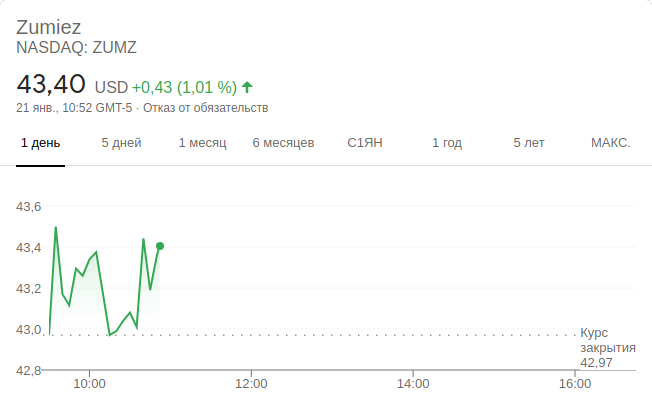 Zumiez
NASDAQ: ZUMZ
43,40 USD +0,43 (1,01 %)
21 янв., 10:52 GMT-5 · Отказ от обязательств
1 день 5 дней 1 месяц 6 месяцев С1ЯН 1 год 5 лет МАКС.
43,6
43,4
43,2
43,0
Курс
закрытия
42,97
42,8
10:00 12:00 14:00 16:00